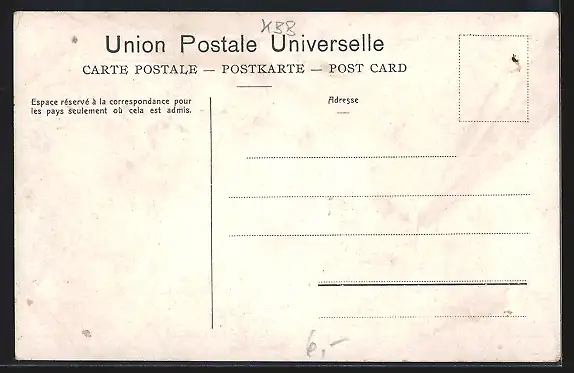 K38
Union Postale Universelle
CARTE POSTALE — POSTKARTE — POST CARD
Espace réservé à la correspondance pour
les pays seulement où cela est admis.
Adresse
6,-